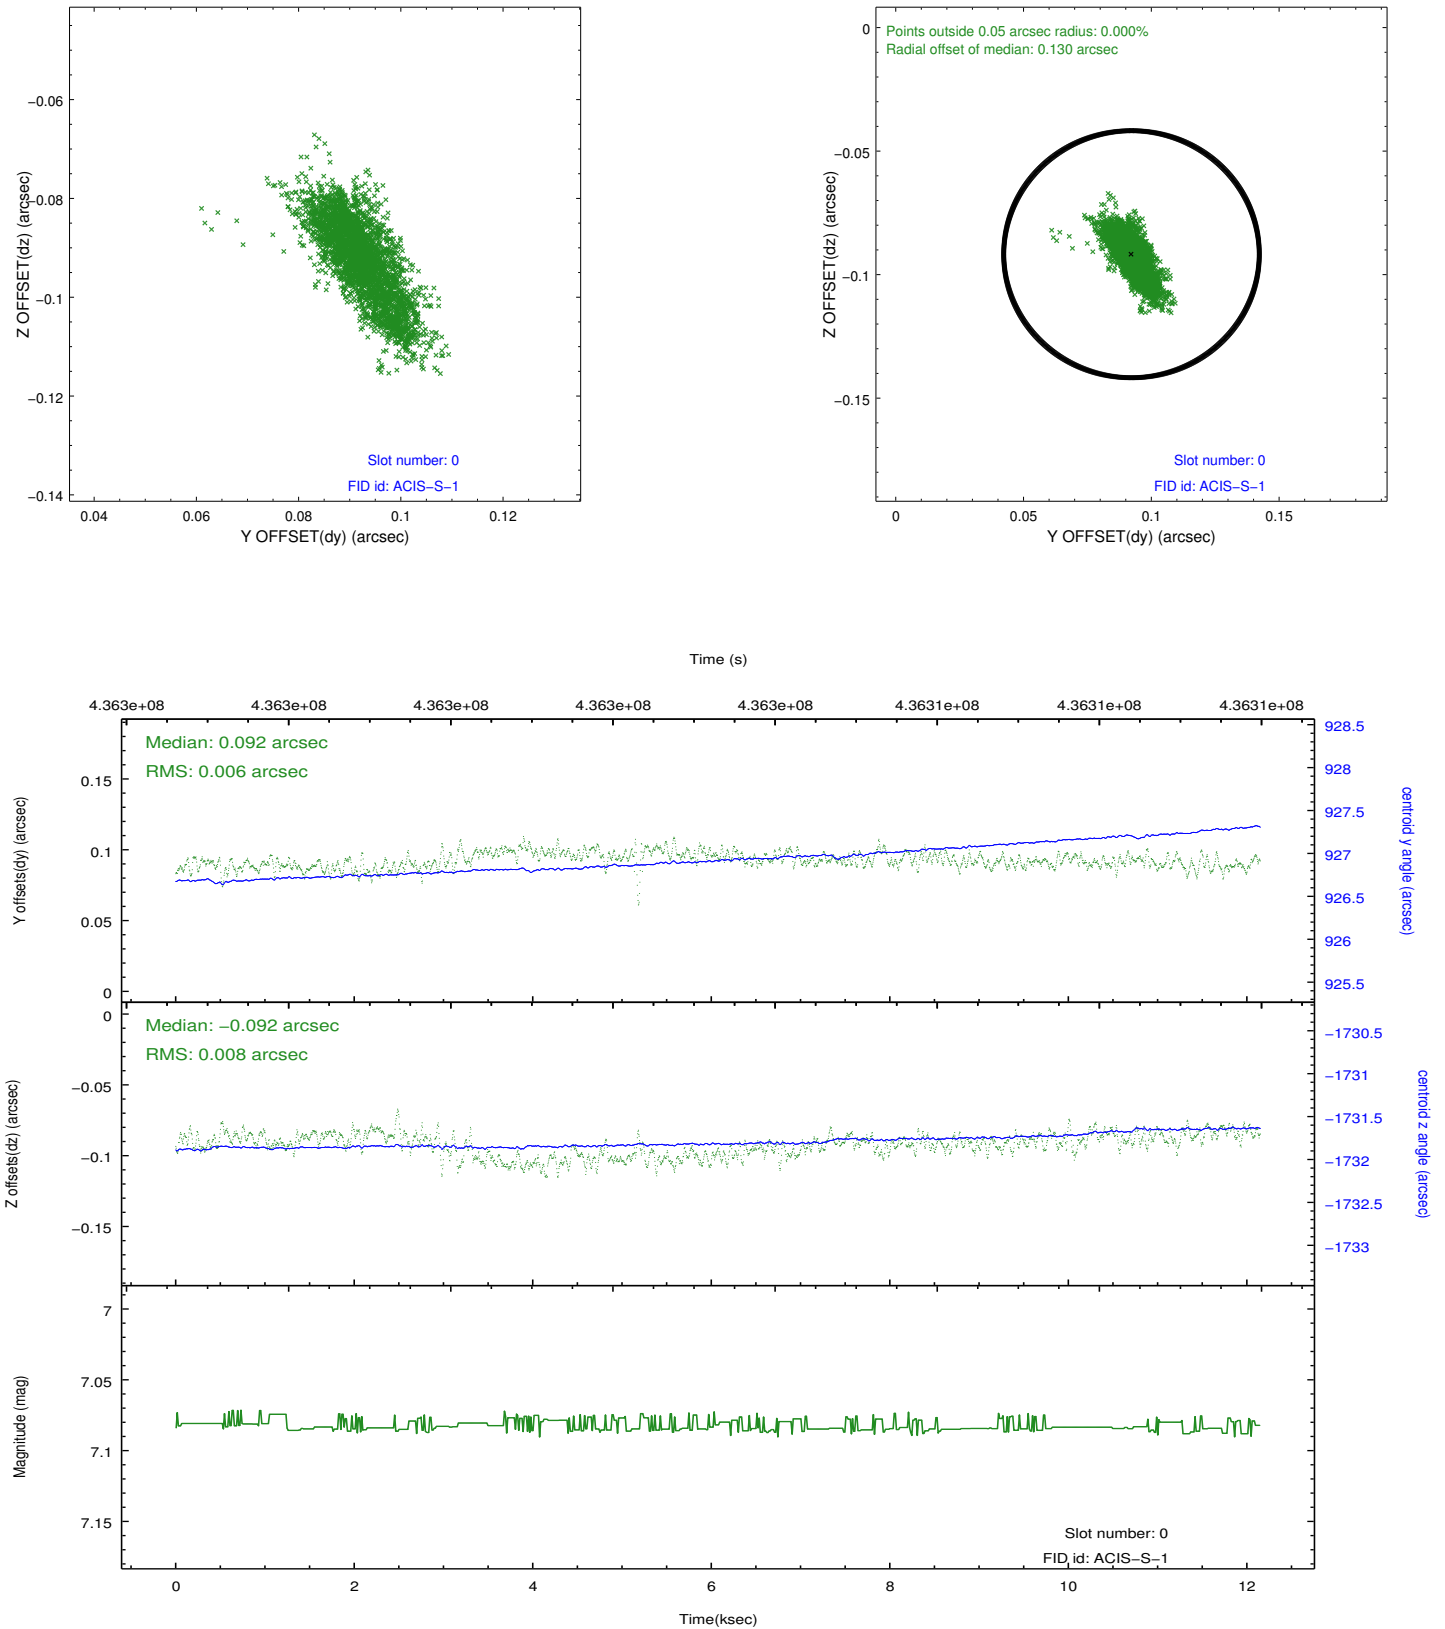 −0.06
−0.08
−0.1
−0.12
−0.14
Z OFFSET(dz) (arcsec)
Slot number: 0
FID id: ACIS−S−1
0.04 0.06 0.08 0.1 0.12
Y OFFSET(dy) (arcsec)
Points outside 0.05 arcsec radius: 0.000%
Radial offset of median: 0.130 arcsec
0
−0.05
−0.1
−0.15
Z OFFSET(dz) (arcsec)
Slot number: 0
FID id: ACIS−S−1
0 0.05 0.1 0.15
Y OFFSET(dy) (arcsec)
Time (s)
4.363e+08 4.363e+08 4.363e+08 4.363e+08 4.363e+08 4.3631e+08 4.3631e+08 4.3631e+08
Median: 0.092 arcsec
RMS: 0.006 arcsec
0.15
0.1
0.05
0
Y offsets(dy) (arcsec)
928.5
928
927.5
927
926.5
926
925.5
centroid y angle (arcsec)
Median: −0.092 arcsec
RMS: 0.008 arcsec
0
−0.05
−0.1
−0.15
Z offsets(dz) (arcsec)
−1730.5
−1731
−1731.5
−1732
−1732.5
−1733
centroid z angle (arcsec)
7
7.05
7.1
7.15
Magnitude (mag)
Slot number: 0
FID id: ACIS−S−1
0 2 4 6 8 10 12
Time(ksec)